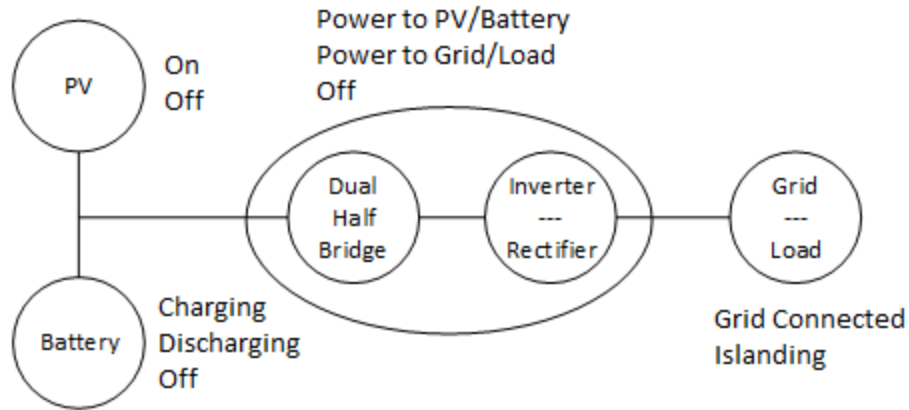 Power to PV/Battery
Power to Grid/Load
Off
PV
On
Off
Dual
Half
Bridge
Inverter
---
Rectifier
Grid
---
Load
Battery
Charging
Discharging
Off
Grid Connected
Islanding